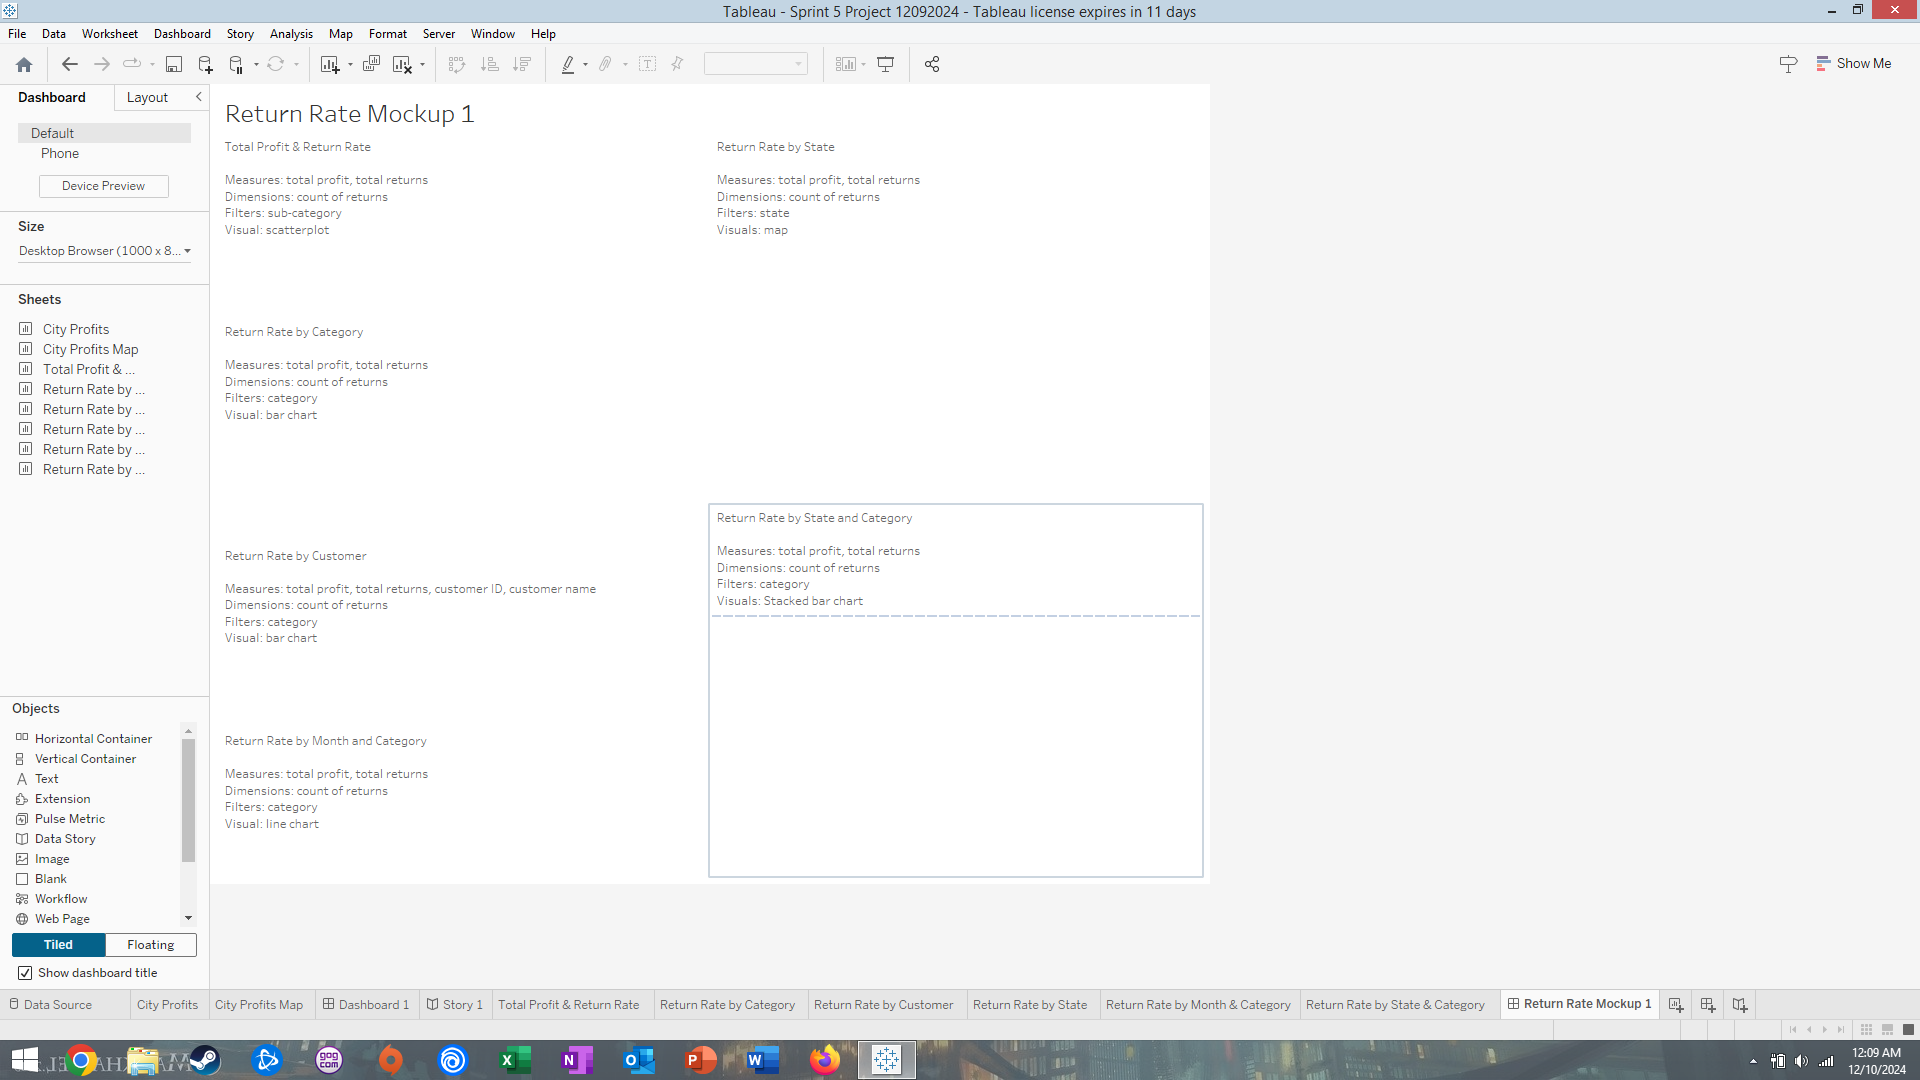 Tableau - Sprint 5 Project 12092024 - Tableau license expires in 11 days
File Data Worksheet Dashboard Story Analysis Map Format Server Window Help
Show Me
Dashboard Layout
Default
Phone
Device Preview
Size
Desktop Browser (1000 x 8...
Sheets
City Profits
City Profits Map
Total Profit & ...
Return Rate by ...
Return Rate by ...
Return Rate by ...
Return Rate by ...
Return Rate by ...
Objects
Horizontal Container
Vertical Container
Text
Extension
Pulse Metric
Data Story
Image
Blank
Workflow
Web Page
Tiled Floating
Show dashboard title
Return Rate Mockup 1
Total Profit & Return Rate
Measures: total profit, total returns
Dimensions: count of returns
Filters: sub-category
Visual: scatterplot
Return Rate by Category
Measures: total profit, total returns
Dimensions: count of returns
Filters: category
Visual: bar chart
Return Rate by Customer
Measures: total profit, total returns, customer ID, customer name
Dimensions: count of returns
Filters: category
Visual: bar chart
Return Rate by Month and Category
Measures: total profit, total returns
Dimensions: count of returns
Filters: category
Visual: line chart
Return Rate by State
Measures: total profit, total returns
Dimensions: count of returns
Filters: state
Visuals: map
Return Rate by State and Category
Measures: total profit, total returns
Dimensions: count of returns
Filters: category
Visuals: Stacked bar chart
Data Source City Profits City Profits Map Dashboard 1 Story 1 Total Profit & Return Rate Return Rate by Category Return Rate by Customer Return Rate by State Return Rate by Month & Category Return Rate by State & Category Return Rate Mockup 1
gog com
12:09 AM
12/10/2024